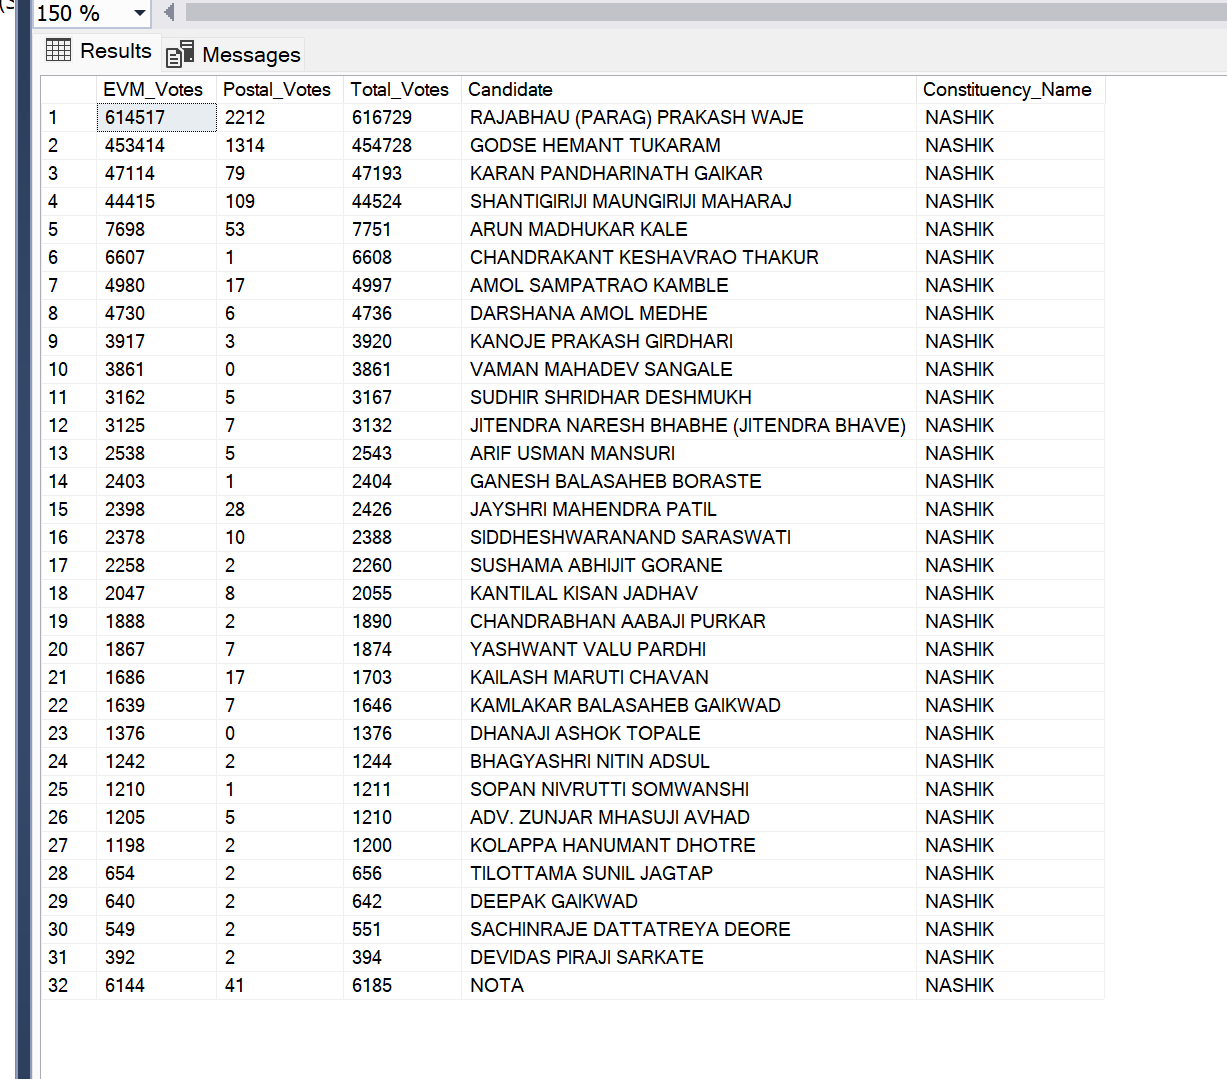 150 %
Results Messages
EVM_Votes Postal_Votes Total_Votes Candidate Constituency_Name
1 614517 2212 616729 RAJABHAU (PARAG) PRAKASH WAJE NASHIK
2 453414 1314 454728 GODSE HEMANT TUKARAM NASHIK
3 47114 79 47193 KARAN PANDHARINATH GAIKAR NASHIK
4 44415 109 44524 SHANTIGIRIJI MAUNGIRIJI MAHARAJ NASHIK
5 7698 53 7751 ARUN MADHUKAR KALE NASHIK
6 6607 1 6608 CHANDRAKANT KESHAVRAO THAKUR NASHIK
7 4980 17 4997 AMOL SAMPATRAO KAMBLE NASHIK
8 4730 6 4736 DARSHANA AMOL MEDHE NASHIK
9 3917 3 3920 KANOJE PRAKASH GIRDHARI NASHIK
10 3861 0 3861 VAMAN MAHADEV SANGALE NASHIK
11 3162 5 3167 SUDHIR SHRIDHAR DESHMUKH NASHIK
12 3125 7 3132 JITENDRA NARESH BHABHE (JITENDRA BHAVE) NASHIK
13 2538 5 2543 ARIF USMAN MANSURI NASHIK
14 2403 1 2404 GANESH BALASAHEB BORASTE NASHIK
15 2398 28 2426 JAYSHRI MAHENDRA PATIL NASHIK
16 2378 10 2388 SIDDHESHWARANAND SARASWATI NASHIK
17 2258 2 2260 SUSHAMA ABHIJIT GORANE NASHIK
18 2047 8 2055 KANTILAL KISAN JADHAV NASHIK
19 1888 2 1890 CHANDRABHAN AABAJI PURKAR NASHIK
20 1867 7 1874 YASHWANT VALU PARDHI NASHIK
21 1686 17 1703 KAILASH MARUTI CHAVAN NASHIK
22 1639 7 1646 KAMLAKAR BALASAHEB GAIKWAD NASHIK
23 1376 0 1376 DHANAJI ASHOK TOPALE NASHIK
24 1242 2 1244 BHAGYASHRI NITIN ADSUL NASHIK
25 1210 1 1211 SOPAN NIVRUTTI SOMWANSHI NASHIK
26 1205 5 1210 ADV. ZUNJAR MHASUJI AVHAD NASHIK
27 1198 2 1200 KOLAPPA HANUMANT DHOTRE NASHIK
28 654 2 656 TILOTTAMA SUNIL JAGTAP NASHIK
29 640 2 642 DEEPAK GAIKWAD NASHIK
30 549 2 551 SACHINRAJE DATTATREYA DEORE NASHIK
31 392 2 394 DEVIDAS PIRAJI SARKATE NASHIK
32 6144 41 6185 NOTA NASHIK